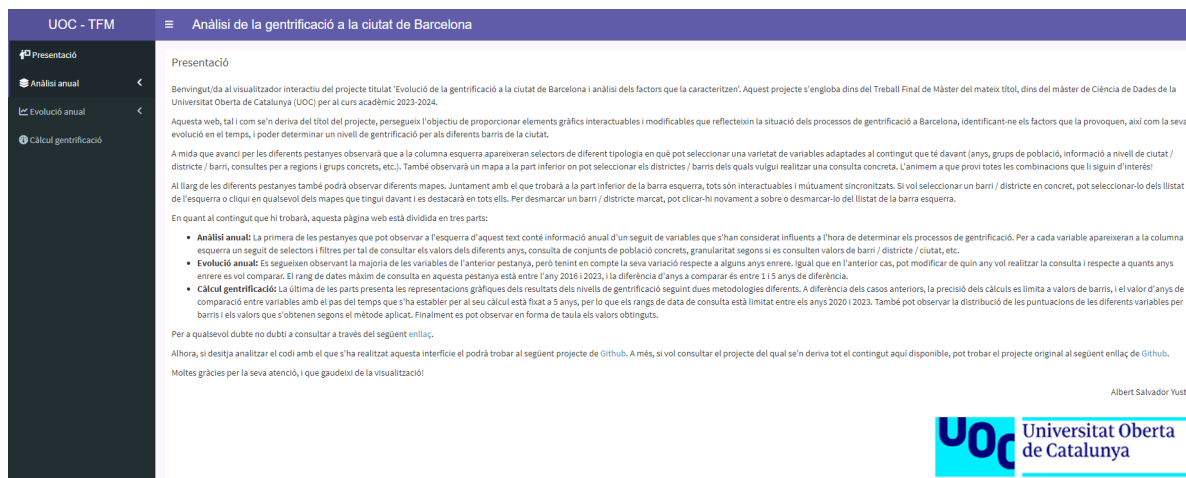 UOC - TFM
Anàlisi de la gentrificació a la ciutat de Barcelona
Presentació
Anàlisi anual
Evolució anual
Càlcul gentrificació
Presentació
Benvingut/da al visualitzador interactiu del projecte titulat 'Evolució de la gentrificació a la ciutat de Barcelona i anàlisi dels factors que la caracteritzen'. Aquest projecte s'engloba dins del Treball Final de Màster del mateix títol, dins del màster de Ciència de Dades de la
Universitat Oberta de Catalunya (UOC) per al curs acadèmic 2023-2024.
Aquesta web, tal i com se'n deriva del títol del projecte, persegueix l'objectiu de proporcionar elements gràfics interactuables i modificables que reflecteixin la situació dels processos de gentrificació a Barcelona, identificant-ne els factors que la provoquen, així com la seva
evolució en el temps, i poder determinar un nivell de gentrificació per als diferents barris de la ciutat.
A mida que avanci per les diferents pestanyes observarà que a la columna esquerra apareixeran selectors de diferent tipologia en què pot seleccionar una varietat de variables adaptades al contingut que té davant (anys, grups de població, informació a nivell de ciutat /
districte / barri, consultes per a regions i grups concrets, etc.). També observarà un mapa a la part inferior on pot seleccionar els districtes / barris dels quals vulgui realitzar una consulta concreta. L'animem a que provi totes les combinacions que li siguin d'interès!
Al llarg de les diferents pestanyes també podrà observar diferents mapes. Juntament amb el que trobarà a la part inferior de la barra esquerra, tots són interactuables i mútuament sincronitzats. Si vol seleccionar un barri / districte en concret, pot seleccionar-lo dels llistat
de l'esquerra o cliqui en qualsevol dels mapes que tingui davant i es destacarà en tots ells. Per desmarcar un barri / districte marcat, pot clicar-hi novament a sobre o desmarcar-lo del llistat de la barra esquerra.
En quant al contingut que hi trobarà, aquesta pàgina web està dividida en tres parts:
• Anàlisi anual: La primera de les pestanyes que pot observar a l'esquerra d'aquest text conté informació anual d'un seguit de variables que s'han considerat influents a l'hora de determinar els processos de gentrificació. Per a cada variable apareixeran a la columna
esquerra un seguit de selectors i filtres per tal de consultar els valors dels diferents anys, consulta de conjunts de població concrets, granularitat segons si es consulten valors de barri / districte / ciutat, etc.
• Evolució anual: Es segueixen observant la majoria de les variables de l'anterior pestanya, però tenint en compte la seva variació respecte a alguns anys enrere. Igual que en l'anterior cas, pot modificar de quin any vol realitzar la consulta i respecte a quants anys
enrere es vol comparar. El rang de dates màxim de consulta en aquesta pestanya està entre l'any 2016 i 2023, i la diferència d'anys a comparar és entre 1 i 5 anys de diferència.
• Càlcul gentrificació: La última de les parts presenta les representacions gràfiques dels resultats dels nivells de gentrificació seguint dues metodologies diferents. A diferència dels casos anteriors, la precisió dels càlculs es limita a valors de barris, i el valor d'anys de
comparació entre variables amb el pas del temps que s'ha establer per al seu càlcul està fixat a 5 anys, per lo que els rangs de data de consulta està limitat entre els anys 2020 i 2023. També pot observar la distribució de les puntuacions de les diferents variables per
barris i els valors que s'obtenen segons el mètode aplicat. Finalment es pot observar en forma de taula els valors obtinguts.
Per a qualsevol dubte no dubti a consultar a través del següent enllaç.
Alhora, si desitja analitzar el codi amb el que s'ha realitzat aquesta interfície el podrà trobar al següent projecte de Github. A més, si vol consultar el projecte del qual se'n deriva tot el contingut aquí disponible, pot trobar el projecte original al següent enllaç de Github.
Moltes gràcies per la seva atenció, i que gaudeixi de la visualització!
Albert Salvador Yust
UOC
Universitat Oberta
de Catalunya